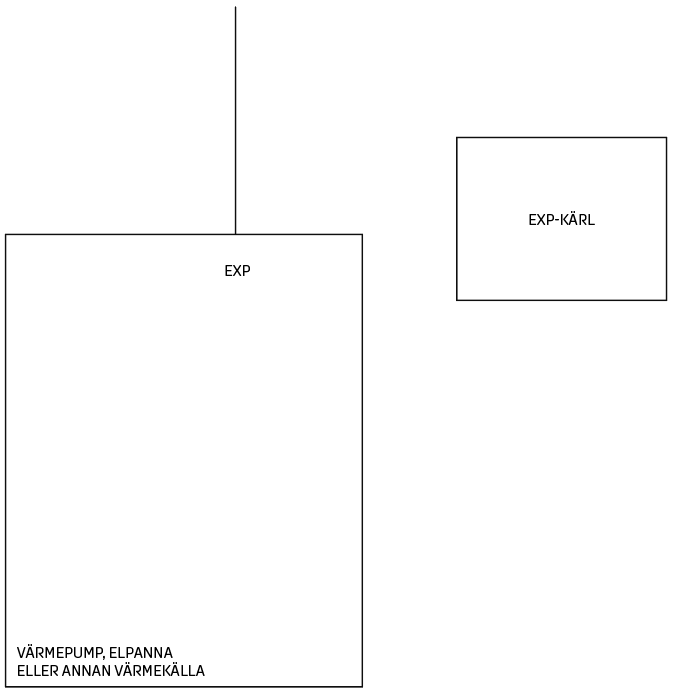 EXP-KÄRL
EXP
VÄRMEPUMP, ELPANNA
ELLER ANNAN VÄRMEKÄLLA